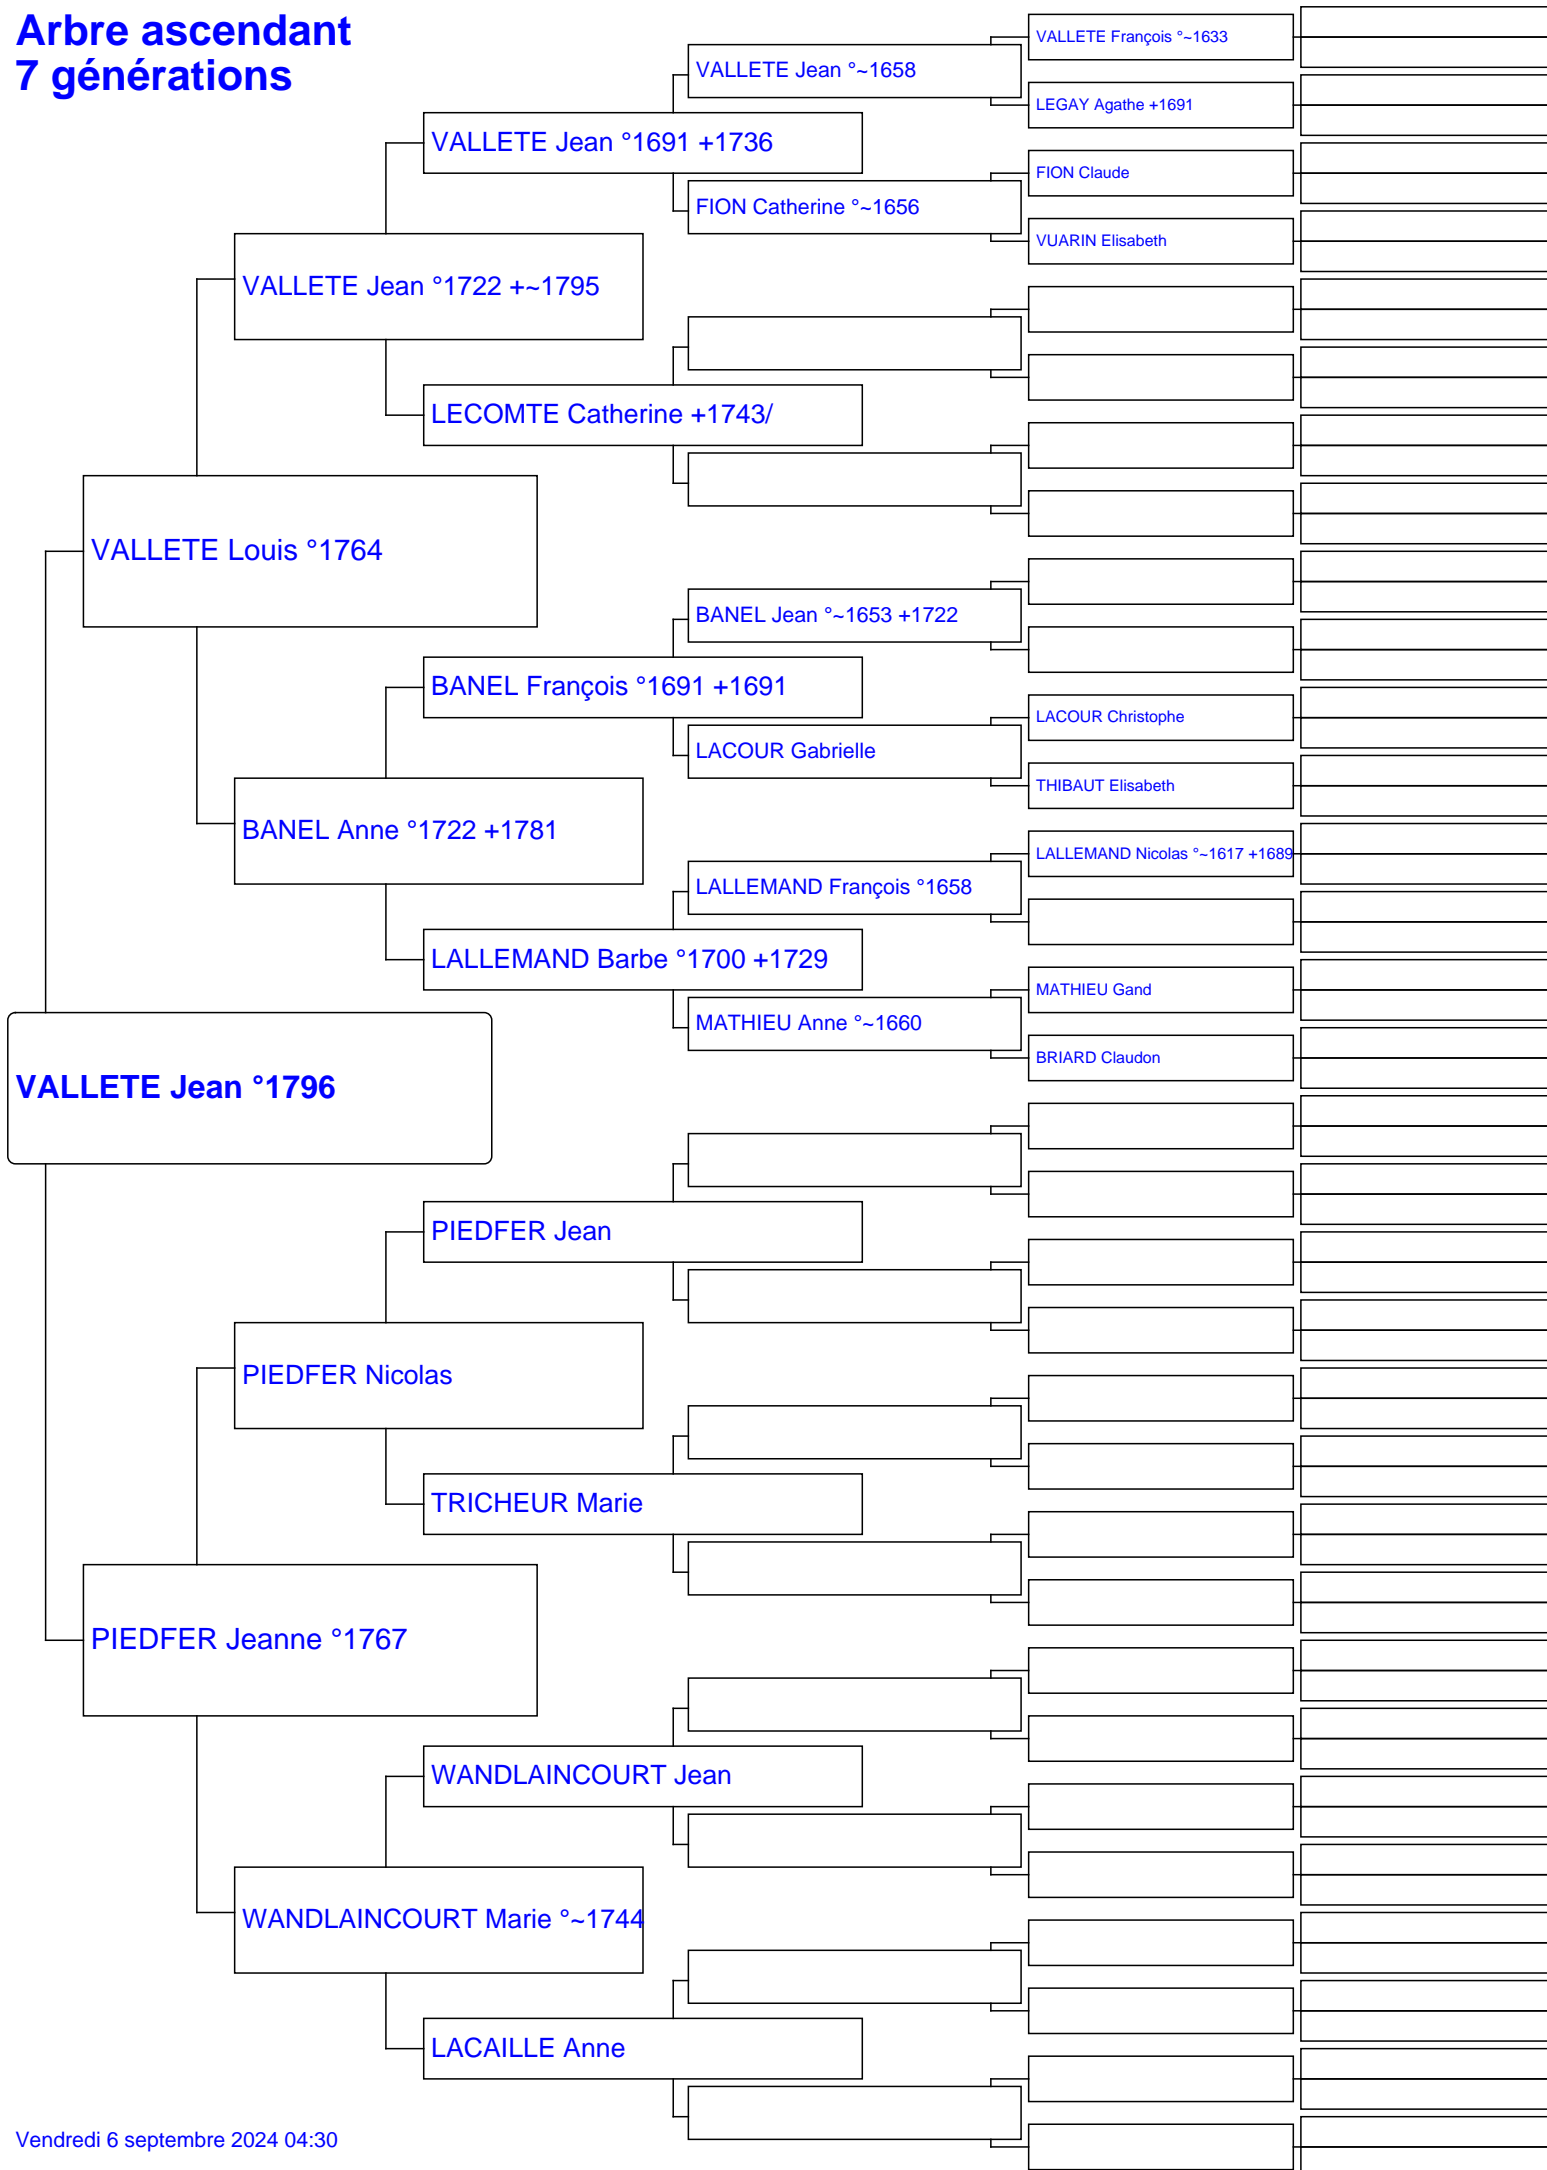 Arbre ascendant
7 générations
VALLETE François °~1633
VALLETE Jean °~1658
LEGAY Agathe +1691
VALLETE Jean °1691 +1736
FION Claude
FION Catherine °~1656
VUARIN Elisabeth
VALLETE Jean °1722 +~1795
LECOMTE Catherine +1743/
VALLETE Louis °1764
BANEL Jean °~1653 +1722
BANEL François °1691 +1691
LACOUR Christophe
LACOUR Gabrielle
THIBAUT Elisabeth
BANEL Anne °1722 +1781
LALLEMAND Nicolas °~1617 +1689
LALLEMAND François °1658
LALLEMAND Barbe °1700 +1729
MATHIEU Gand
MATHIEU Anne °~1660
BRIARD Claudon
VALLETE Jean °1796
PIEDFER Jean
PIEDFER Nicolas
TRICHEUR Marie
PIEDFER Jeanne °1767
WANDLAINCOURT Jean
WANDLAINCOURT Marie °~1744
LACAILLE Anne
Vendredi 6 septembre 2024 04:30